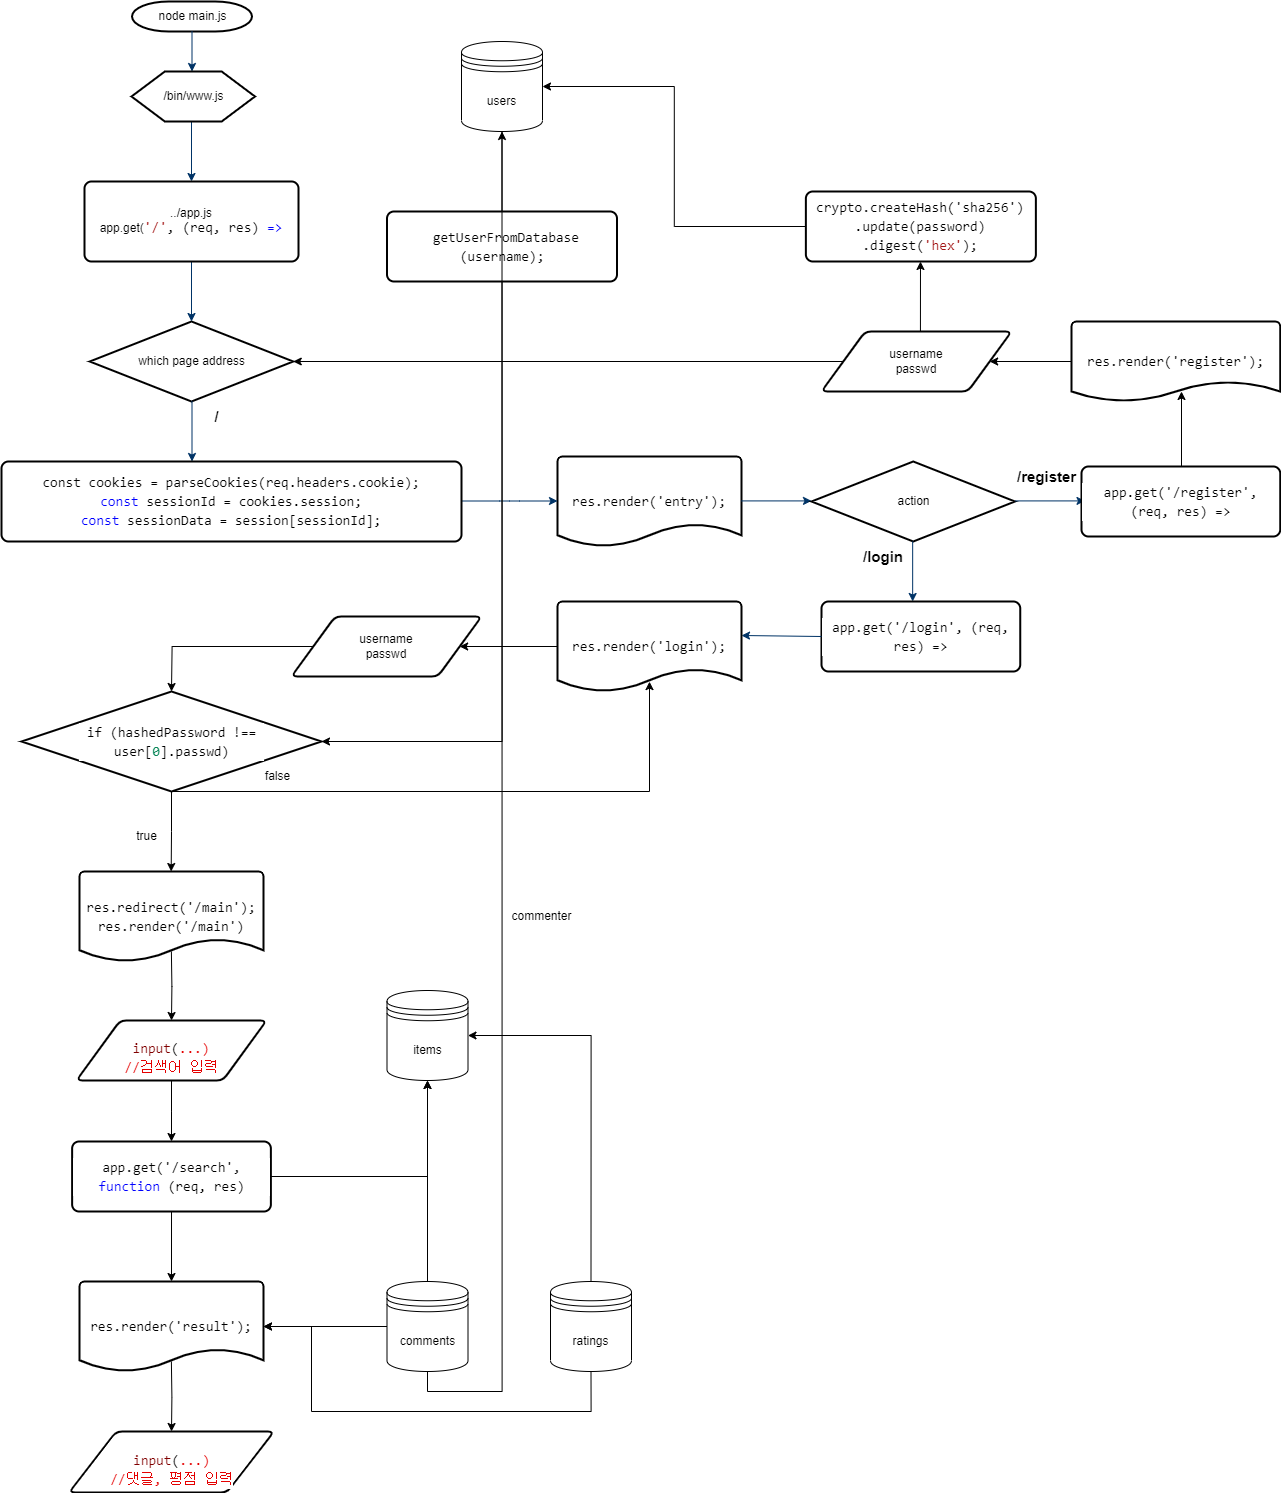 node main.js
/bin/www.js
users
../app.js
app.get('/', (req, res) =>
getUserFromDatabase
(username);
crypto.createHash('sha256')
.update(password)
.digest('hex');
which page address
username
passwd
res.render('register');
/
const cookies = parseCookies(req.headers.cookie);
const sessionId = cookies.session;
const sessionData = session[sessionId];
res.render('entry');
action
/register
app.get('/register',
(req, res) =>
/login
app.get('/login', (req,
res) =>
res.render('login');
username
passwd
if (hashedPassword !==
user[0].passwd)
false
true
res.redirect('/main');
res.render('/main')
commenter
items
input(...)
//검색어 입력
app.get('/search',
function (req, res)
res.render('result');
comments
ratings
input(...)
//댓글, 평점 입력